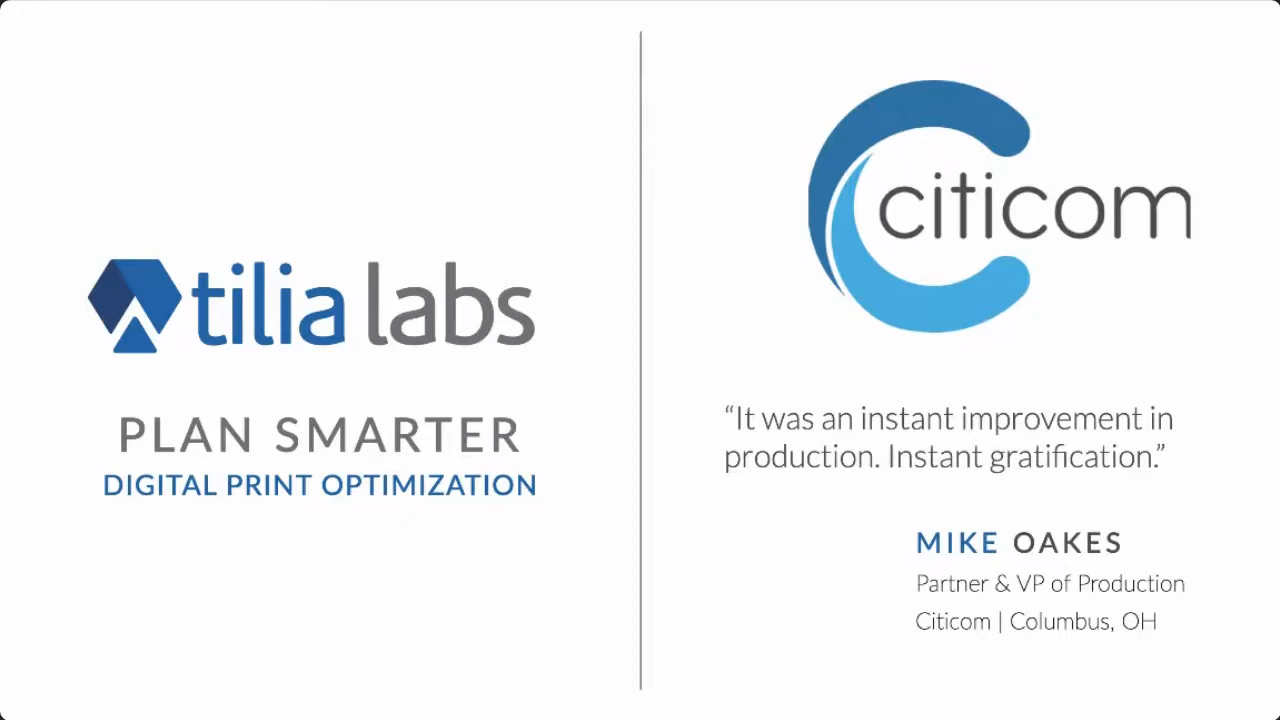 tilia labs
PLAN SMARTER
DIGITAL PRINT OPTIMIZATION
citicom
“It was an instant improvement in
production. Instant gratification.”
MIKE OAKES
Partner & VP of Production
Citicom | Columbus, OH